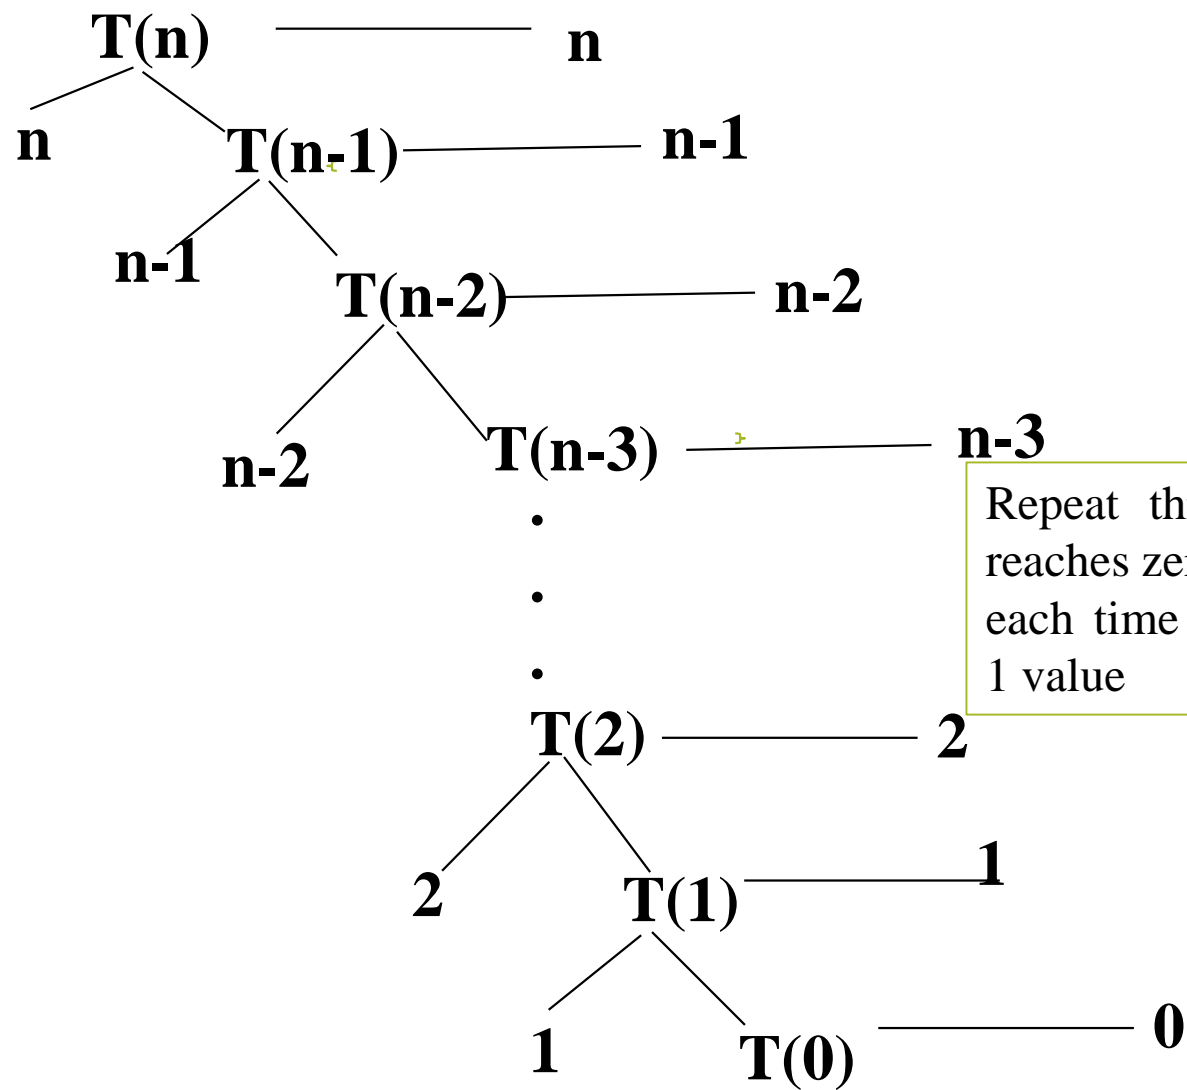 T(n) n
n T(n-1) n-1
n-1 T(n-2) n-2
n-2 T(n-3) n-3
.
.
.
Repeat
reaches
each time
1 value
T(2) 2
2 T(1) 1
1 T(0) 0